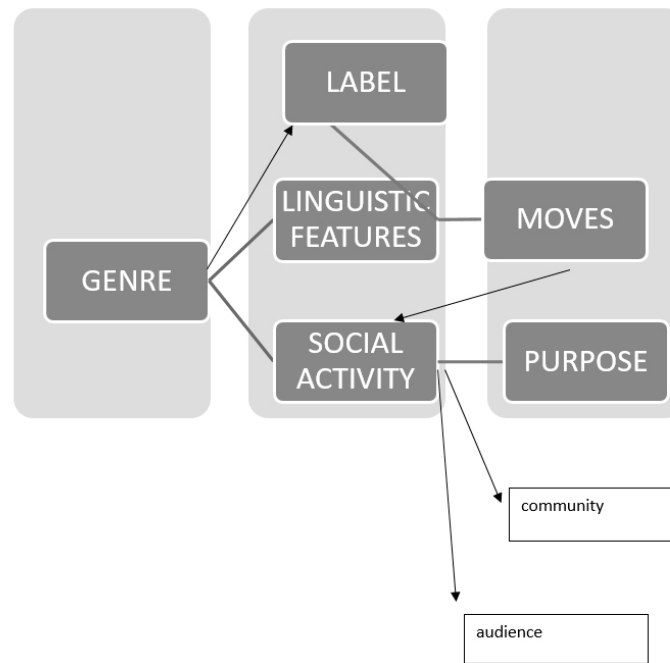 LABEL
LINGUISTIC
FEATURES
MOVES
GENRE
SOCIAL
ACTIVITY
PURPOSE
community
audience